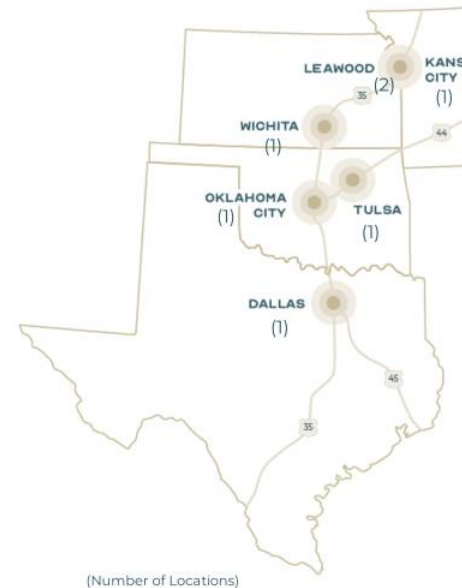 LEAWOOD
(2)
KANS
CITY
(1)
35
44
WICHITA
(1)
OKLAHOMA
CITY
(1)
TULSA
(1)
DALLAS
(1)
45
35
(Number of Locations)